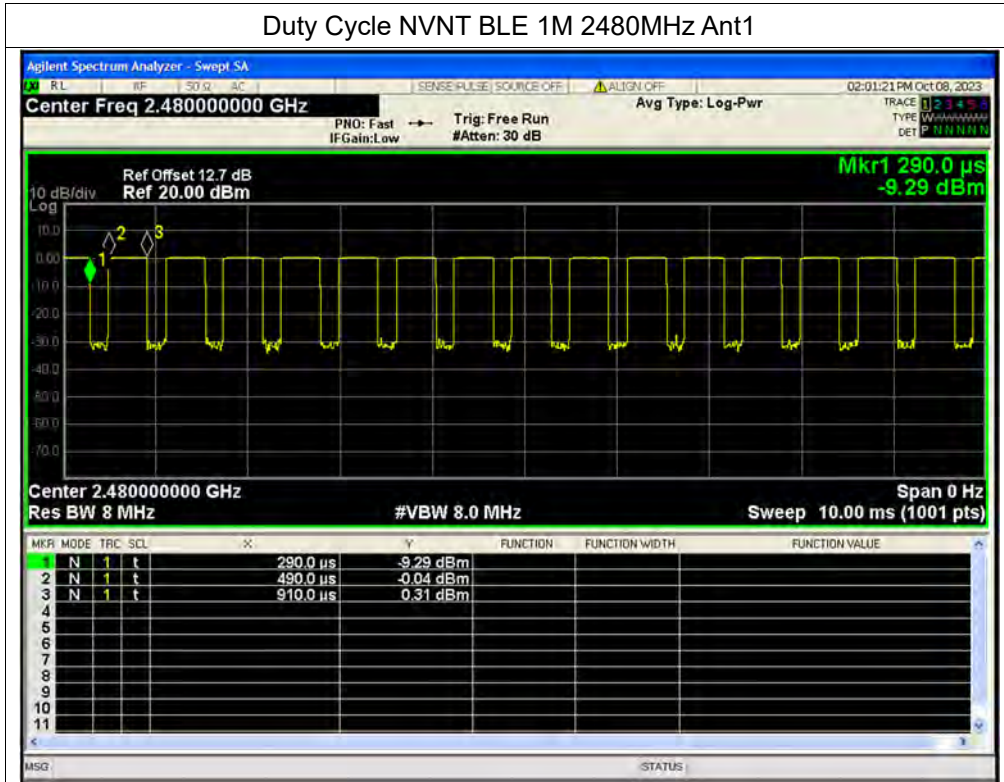 Duty Cycle NVNT BLE 1M 2480MHz Ant1
Agilent Spectrum Analyzer - Swept SA
LXI RL RF 50 Ω AC SENSE:PULSE SOURCE OFF ALIGN OFF 02:01:21 PM Oct 08, 2023
Center Freq 2.480000000 GHz Avg Type: Log-Pwr TRACE 1 2 3 4 5 6
PNO: Fast Trig: Free Run TYPE W
IFGain:Low #Atten: 30 dB DET P N N N N N
Mkr1 290.0 µs
Ref Offset 12.7 dB
10 dB/div Ref 20.00 dBm -9.29 dBm
Log
10.0
2 3
0.00
1
-10.0
-20.0
-30.0
-40.0
-50.0
-60.0
-70.0
Center 2.480000000 GHz Span 0 Hz
Res BW 8 MHz #VBW 8.0 MHz Sweep 10.00 ms (1001 pts)
MKR MODE TRC SCL X Y FUNCTION FUNCTION WIDTH FUNCTION VALUE
1 N 1 t 290.0 µs -9.29 dBm
2 N 1 t 490.0 µs -0.04 dBm
3 N 1 t 910.0 µs 0.31 dBm
4
5
6
7
8
9
10
11
MSG STATUS